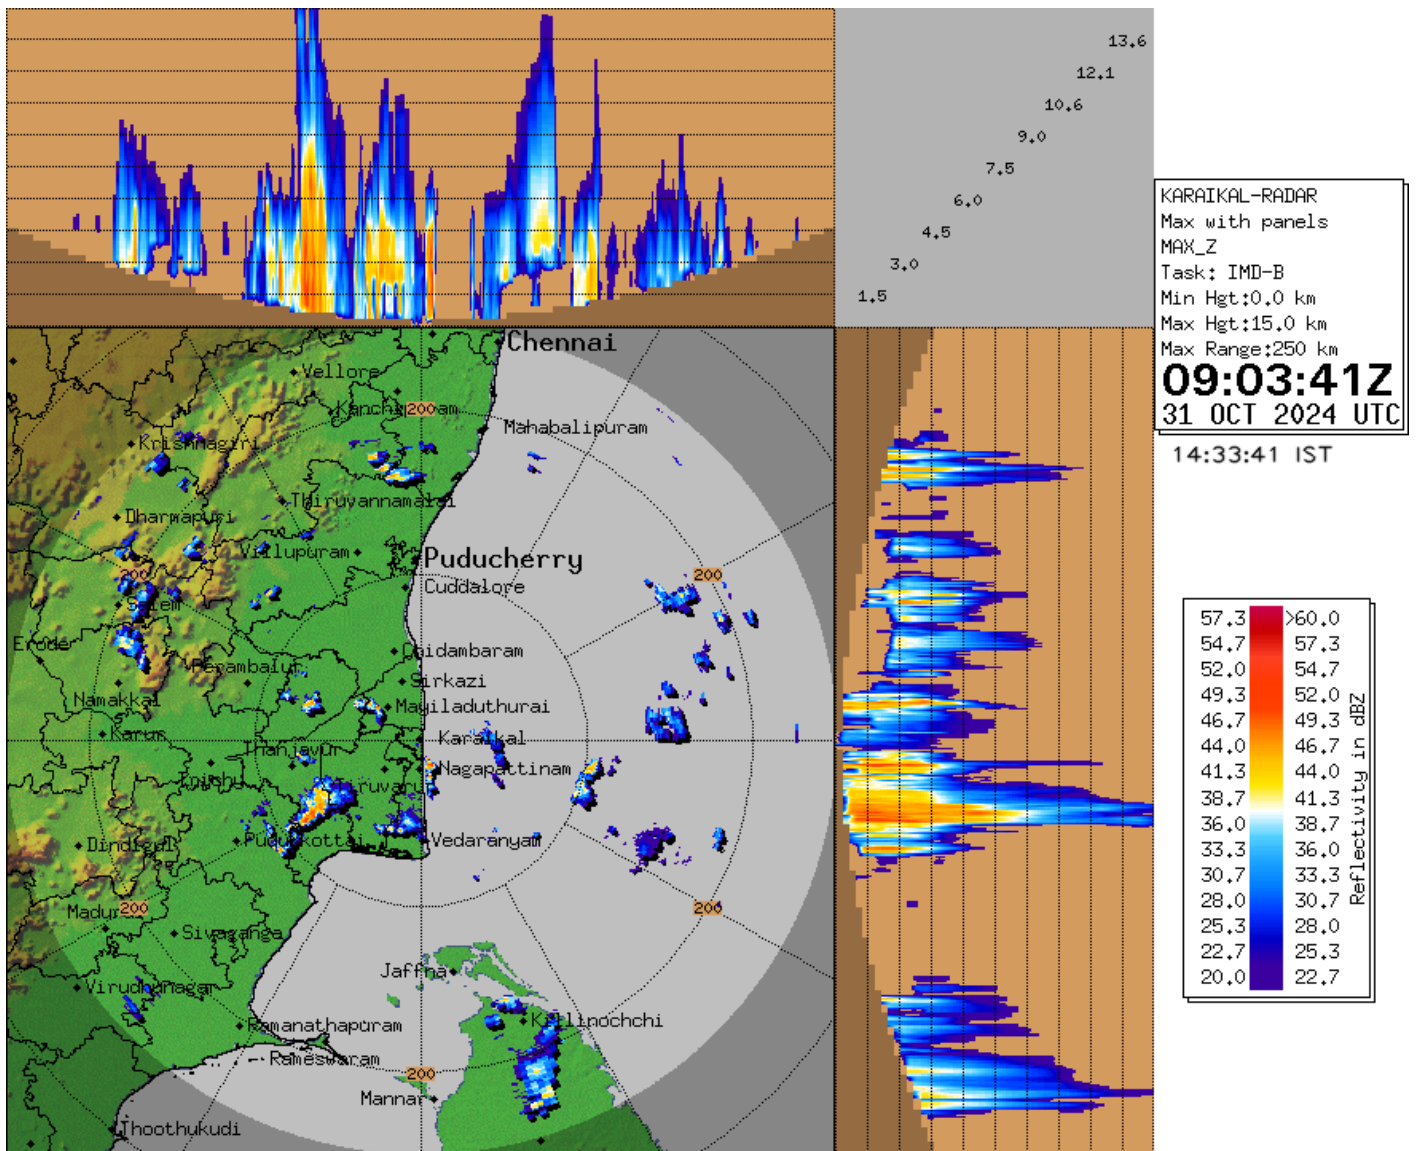 13.6
12.1
10.6
9.0
7.5
6.0
4.5
3.0
1.5
KARAIKAL-RADAR
Max with panels
MAX_Z
Task: IMD-B
Min Hgt:0.0 km
Max Hgt:15.0 km
Max Range:250 km
09:03:41Z
31 OCT 2024 UTC
14:33:41 IST
Chennai
Vellore
200
Mahabalipuram
Krishnagiri
Thiruvannamalai
Dharmapuri
Villupuram
Puducherry
200
200
Cuddalore
Salem
Erode
Chidambaram
Perambalur
Sirkazi
Namakkal
Mayiladuthurai
Karur
Karaikal
Thanjavur
Nagapattinam
Pudukkottai
Vedaranyam
Dindigul
200
200
Sivaganga
Jaffna
Virudhunagar
Ramanathapuram
Killinochchi
Rameswaram
200
Mannar
Thoothukudi
57.3 >60.0
54.7 57.3
52.0 54.7
49.3 52.0
46.7 49.3
44.0 46.7
41.3 44.0
38.7 41.3
36.0 38.7
33.3 36.0
30.7 33.3
28.0 30.7
25.3 28.0
22.7 25.3
20.0 22.7
Reflectivity in dBZ